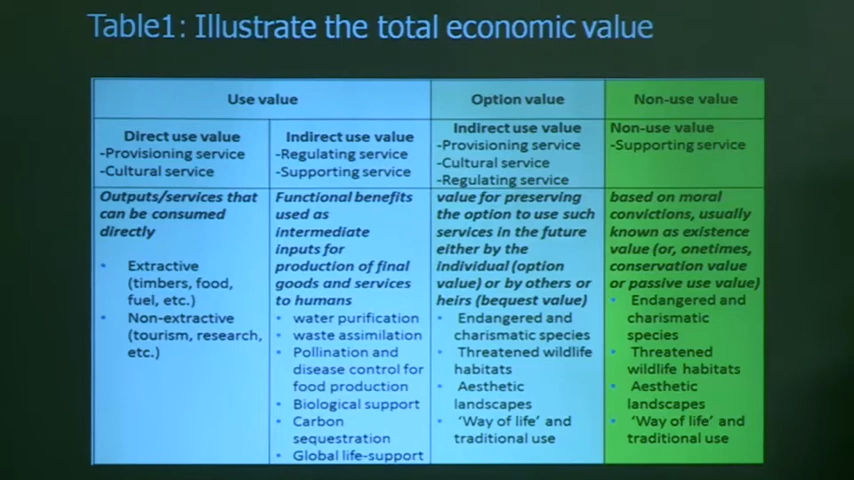 Table1: Illustrate the total economic value
Use value
Option value
Non-use value
Direct use value
-Provisioning service
-Cultural service
Indirect use value
-Regulating service
-Supporting service
Indirect use value
-Provisioning service
-Cultural service
-Regulating service
Non-use value
-Supporting service
Outputs/services that
can be consumed
directly
• Extractive
(timbers, food,
fuel, etc.)
• Non-extractive
(tourism, research,
etc.)
Functional benefits
used as
intermediate
inputs for
production of final
goods and services
to humans
• water purification
• waste assimilation
• Pollination and
disease control for
food production
• Biological support
• Carbon
sequestration
• Global life-support
value for preserving
the option to use such
services in the future
either by the
individual (option
value) or by others or
heirs (bequest value)
• Endangered and
charismatic species
• Threatened wildlife
habitats
• Aesthetic
landscapes
• 'Way of life' and
traditional use
based on moral
convictions, usually
known as existence
value (or, onetimes,
conservation value
or passive use value)
• Endangered and
charismatic
species
• Threatened
wildlife habitats
• Aesthetic
landscapes
• 'Way of life' and
traditional use